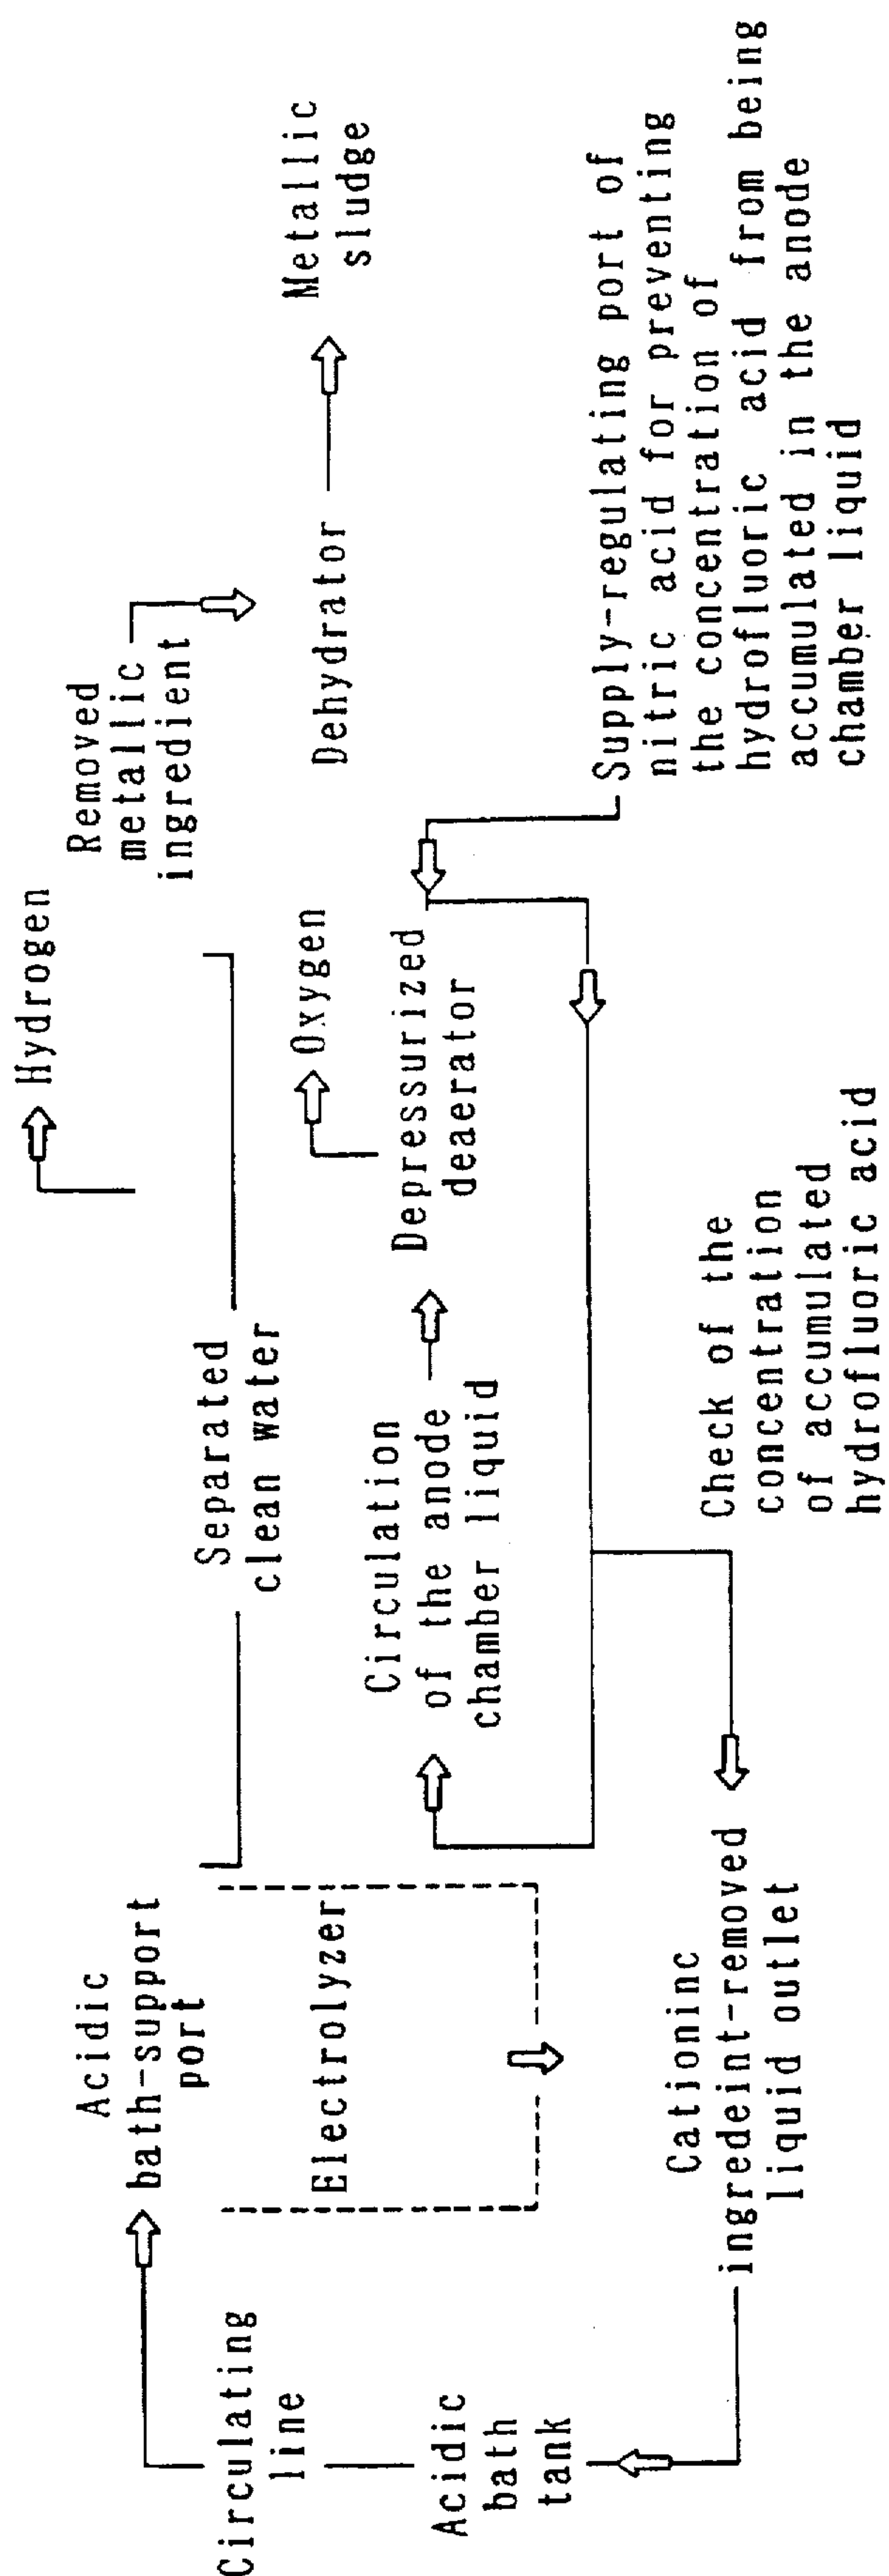 Hydrogen
Removed
metallic
ingredient
Metallic
sludge
Dehydrator
Acidic
bath-support
port
Separated
clean water
Oxygen
Circulating
line
Electrolyzer
Circulation
of the anode
chamber liquid
Depressurized
deaerator
Acidic
bath
tank
Supply-regulating port of
nitric acid for preventing
the concentration of
hydrofluoric acid from being
accumulated in the anode
chamber liquid
Cationinc
ingredeint-removed
liquid outlet
Check of the
concentration
of accumulated
hydrofluoric acid